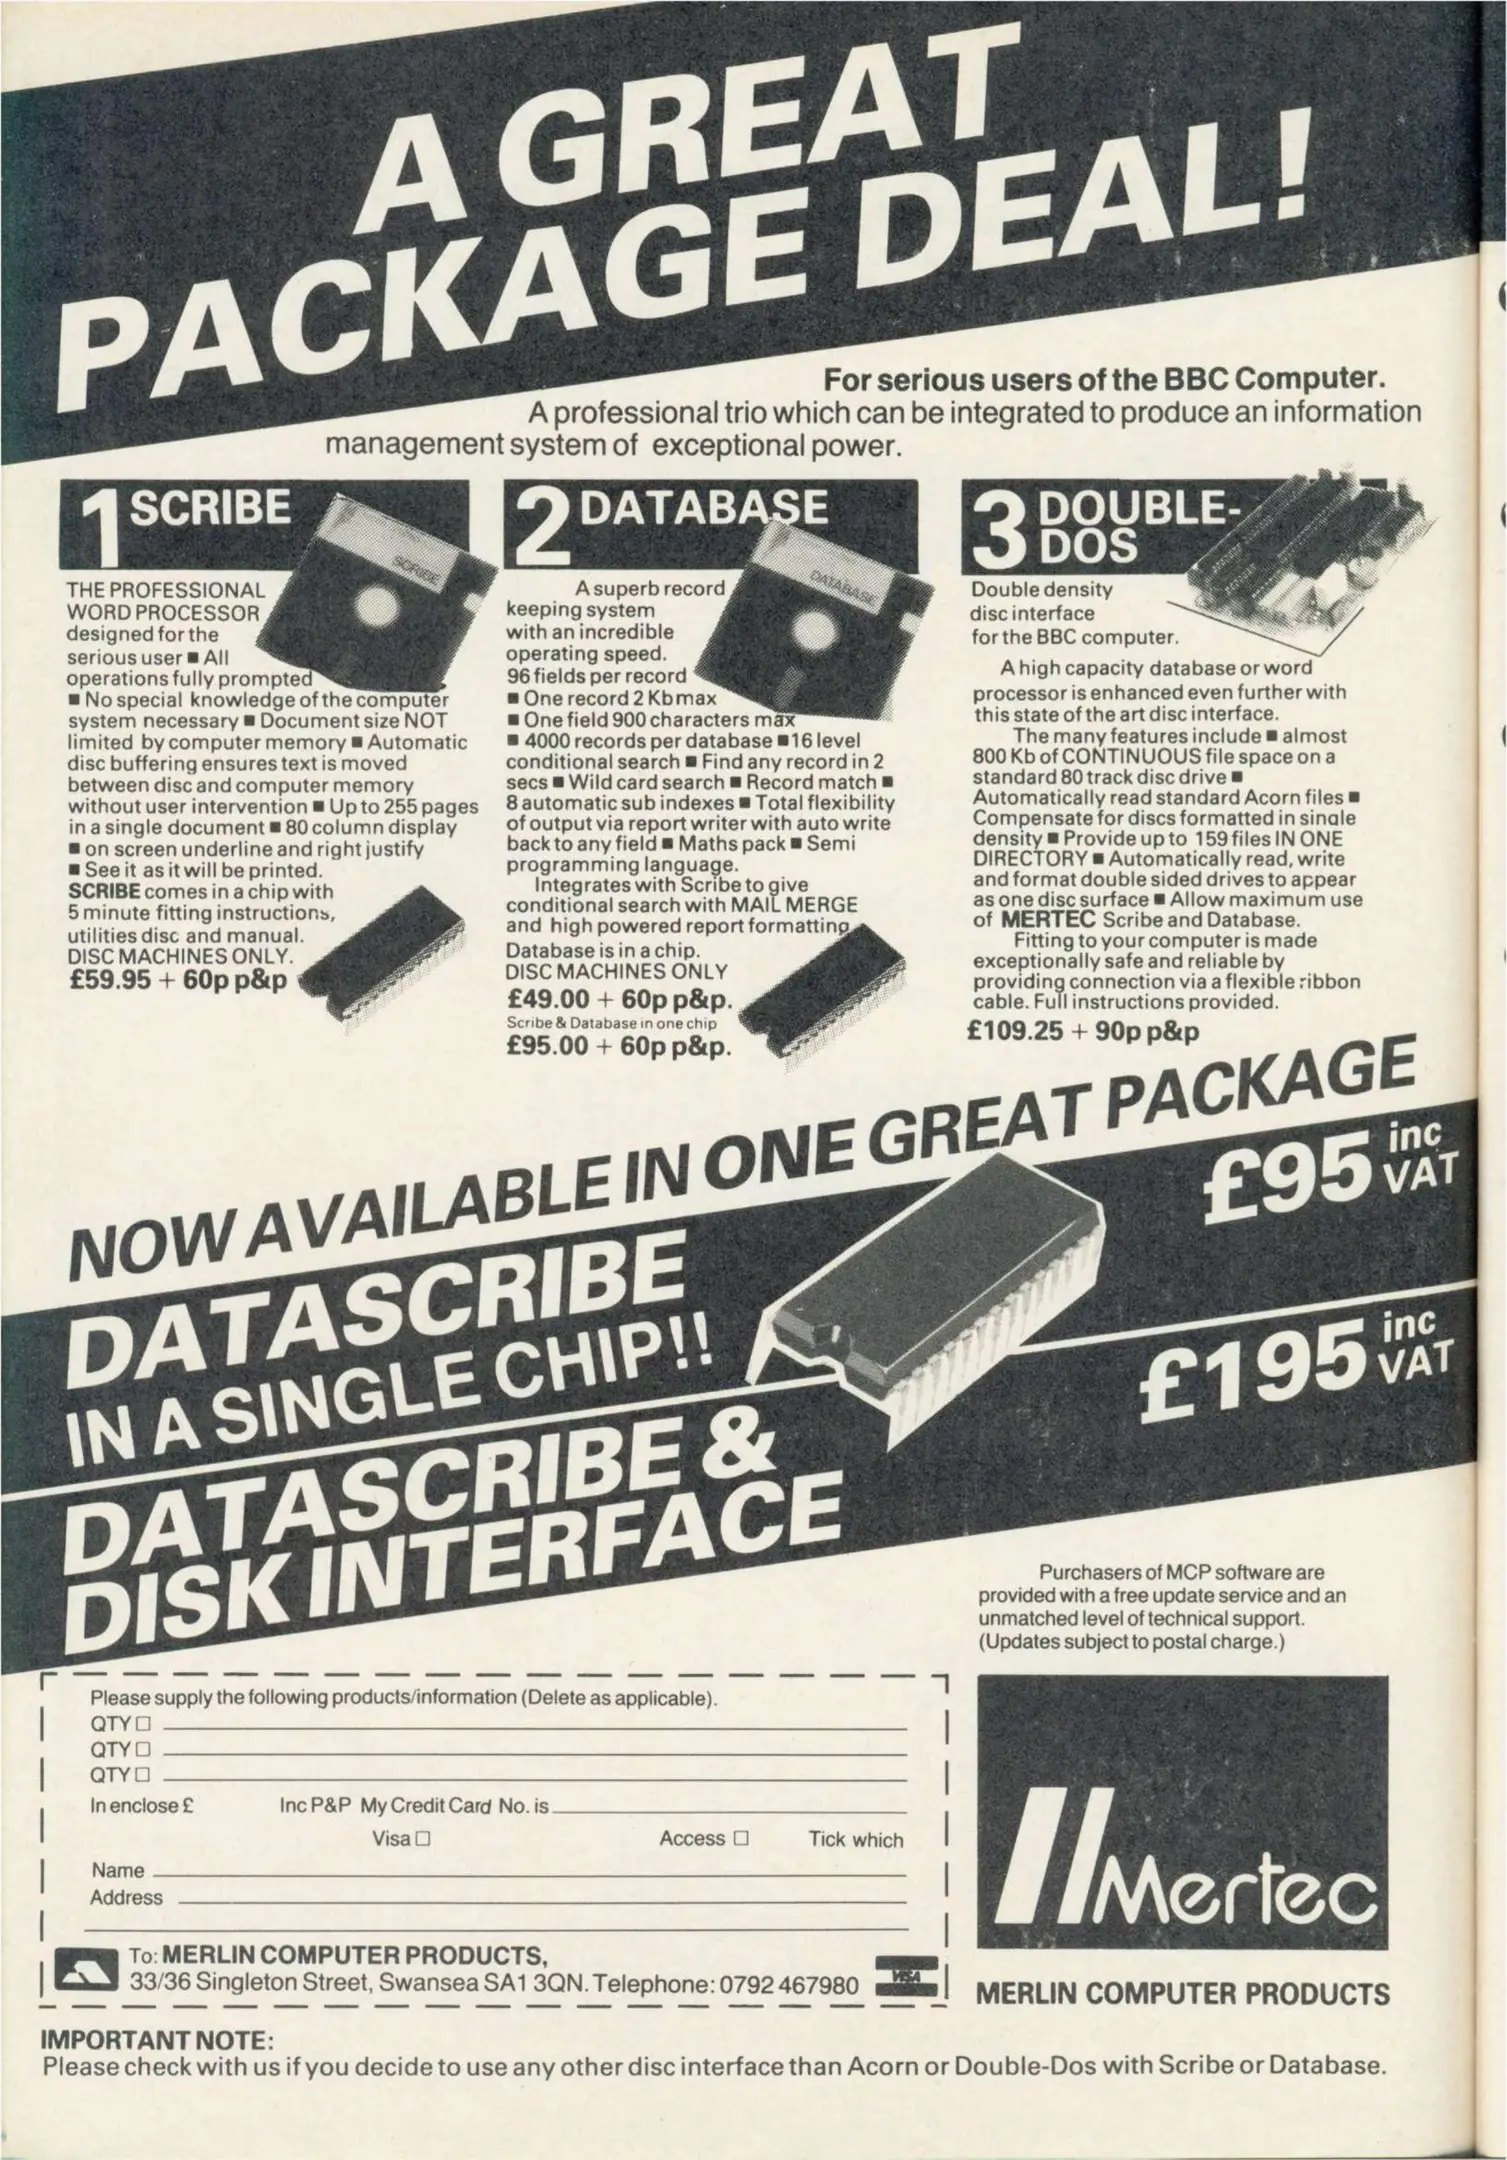 A GREAT
PACKAGE DEAL!
For serious users of the BBC Computer.
A professional trio which can be integrated to produce an information
management system of exceptional power.
1 SCRIBE
SCRIBE
THE PROFESSIONAL
WORD PROCESSOR
designed for the
serious user ■ All
operations fully prompted
■ No special knowledge of the computer
system necessary ■ Document size NOT
limited by computer memory ■ Automatic
disc buffering ensures text is moved
between disc and computer memory
without user intervention ■ Up to 255 pages
in a single document ■ 80 column display
■ on screen underline and right justify
■ See it as it will be printed.
SCRIBE comes in a chip with
5 minute fitting instructions,
utilities disc and manual.
DISC MACHINES ONLY.
£59.95 + 60p p&p
2 DATABASE
DATABASE
A superb record
keeping system
with an incredible
operating speed.
96 fields per record
■ One record 2 Kb max
■ One field 900 characters max
■ 4000 records per database ■ 16 level
conditional search ■ Find any record in 2
secs ■ Wild card search ■ Record match ■
8 automatic sub indexes ■ Total flexibility
of output via report writer with auto write
back to any field ■ Maths pack ■ Semi
programming language.
Integrates with Scribe to give
conditional search with MAIL MERGE
and high powered report formatting
Database is in a chip.
DISC MACHINES ONLY
£49.00 + 60p p&p.
Scribe & Database in one chip
£95.00 + 60p p&p.
3 DOUBLE-
DOS
Double density
disc interface
for the BBC computer.
A high capacity database or word
processor is enhanced even further with
this state of the art disc interface.
The many features include ■ almost
800 Kb of CONTINUOUS file space on a
standard 80 track disc drive ■
Automatically read standard Acorn files ■
Compensate for discs formatted in single
density ■ Provide up to 159 files IN ONE
DIRECTORY ■ Automatically read, write
and format double sided drives to appear
as one disc surface ■ Allow maximum use
of MERTEC Scribe and Database.
Fitting to your computer is made
exceptionally safe and reliable by
providing connection via a flexible ribbon
cable. Full instructions provided.
£109.25 + 90p p&p
NOW AVAILABLE IN ONE GREAT PACKAGE
DATASCRIBE
IN A SINGLE CHIP!!
£95 inc
VAT
DATASCRIBE &
DISK INTERFACE
£195 inc
VAT
Purchasers of MCP software are
provided with a free update service and an
unmatched level of technical support.
(Updates subject to postal charge.)
Please supply the following products/information (Delete as applicable).
QTY □
QTY □
QTY □
In enclose £ Inc P&P My Credit Card No. is
Visa □ Access □ Tick which
Name
Address
To: MERLIN COMPUTER PRODUCTS,
33/36 Singleton Street, Swansea SA1 3QN. Telephone: 0792 467980
VISA
Mertec
MERLIN COMPUTER PRODUCTS
IMPORTANT NOTE:
Please check with us if you decide to use any other disc interface than Acorn or Double-Dos with Scribe or Database.